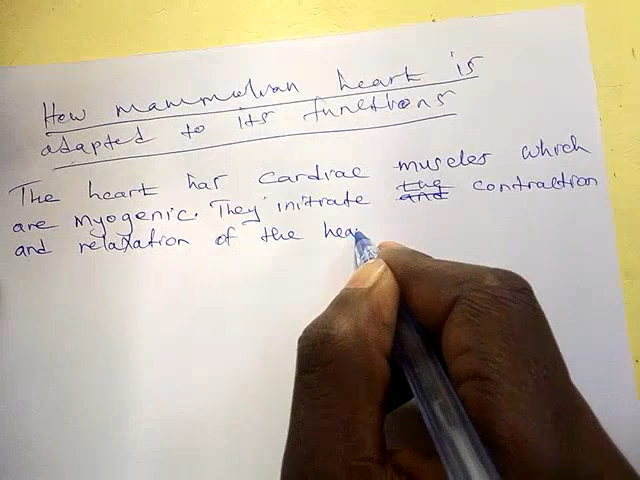 How mammalian heart is
adapted to its functions
The heart has cardiac muscles which
are myogenic. They initiate the contraction
and relaxation of the hea